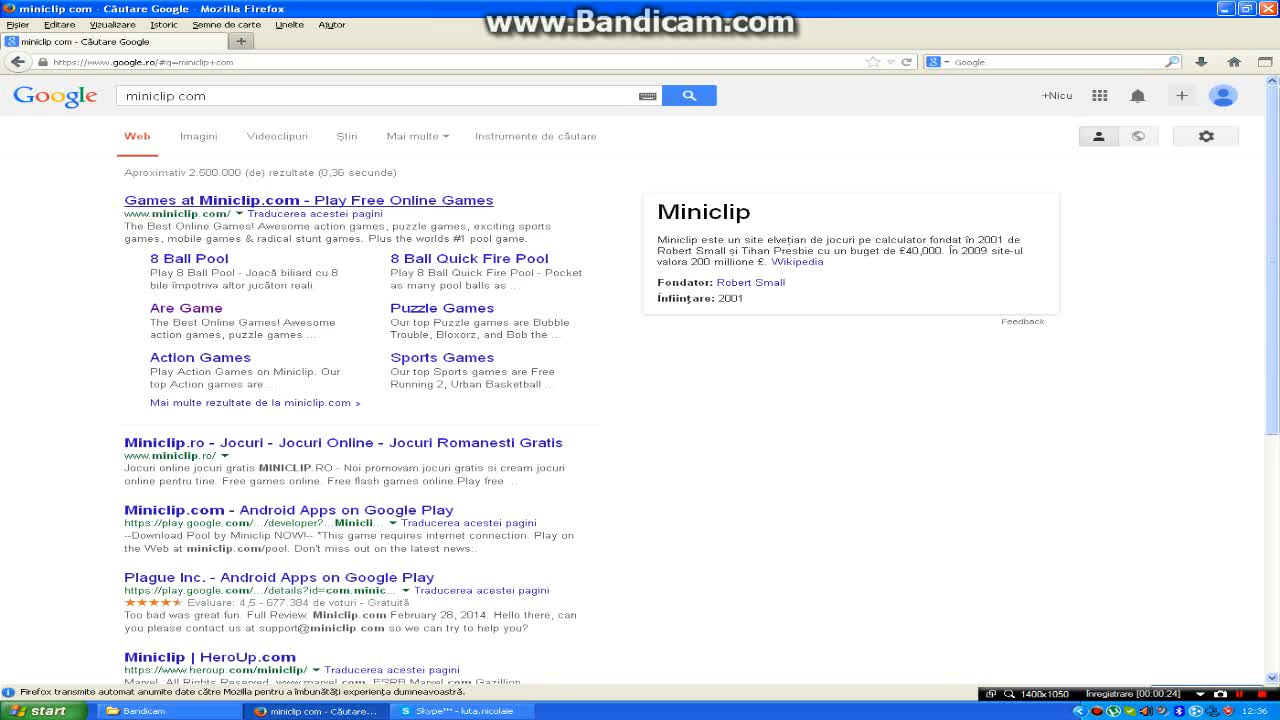 miniclip com - Căutare Google - Mozilla Firefox
www.Bandicam.com
Fișier Editare Vizualizare Istoric Semne de carte Unelte Ajutor
miniclip com - Căutare Google
https://www.google.ro/#q=miniclip+com
Google
Google
miniclip com
+Nicu
Web Imagini Videoclipuri Știri Mai multe Instrumente de căutare
Aproximativ 2.500.000 (de) rezultate (0,36 secunde)
Games at Miniclip.com - Play Free Online Games
www.miniclip.com/ Traducerea acestei pagini
The Best Online Games! Awesome action games, puzzle games, exciting sports
games, mobile games & radical stunt games. Plus the worlds #1 pool game.
8 Ball Pool
Play 8 Ball Pool - Joacă biliard cu 8
bile împotriva altor jucători reali.
8 Ball Quick Fire Pool
Play 8 Ball Quick Fire Pool - Pocket
as many pool balls as ...
Are Game
The Best Online Games! Awesome
action games, puzzle games ...
Puzzle Games
Our top Puzzle games are Bubble
Trouble, Bloxorz, and Bob the ...
Action Games
Play Action Games on Miniclip. Our
top Action games are ...
Sports Games
Our top Sports games are Free
Running 2, Urban Basketball ...
Mai multe rezultate de la miniclip.com »
Miniclip.ro - Jocuri - Jocuri Online - Jocuri Romanesti Gratis
www.miniclip.ro/
Jocuri online jocuri gratis MINICLIP.RO - Noi promovam jocuri gratis si cream jocuri
online pentru tine. Free games online. Free flash games online.Play free ...
Miniclip.com - Android Apps on Google Play
https://play.google.com/.../developer?...Minicli... Traducerea acestei pagini
--Download Pool by Miniclip NOW!-- *This game requires internet connection. Play on
the Web at miniclip.com/pool. Don't miss out on the latest news:.
Plague Inc. - Android Apps on Google Play
https://play.google.com/.../details?id=com.minic... Traducerea acestei pagini
Evaluare: 4,5 - 677.384 de voturi - Gratuită
Too bad was great fun. Full Review. Miniclip.com February 28, 2014. Hello there, can
you please contact us at support@miniclip.com so we can try to help you?
Miniclip | HeroUp.com
https://www.heroup.com/miniclip/ Traducerea acestei pagini
Marvel. All Rights Reserved. www.marvel.com. ESRB Marvel.com Gazillion
Miniclip
Miniclip este un site elvețian de jocuri pe calculator fondat în 2001 de
Robert Small și Tihan Presbie cu un buget de £40,000. În 2009 site-ul
valora 200 millione £. Wikipedia
Fondator: Robert Small
Înființare: 2001
Feedback
Firefox transmite automat anumite date către Mozilla pentru a îmbunătăți experiența dumneavoastră.
1400x1050 Înregistrare [00:00:24]
start Bandicam miniclip com - Căutare... Skype™ - luta.nicolaie 12:36